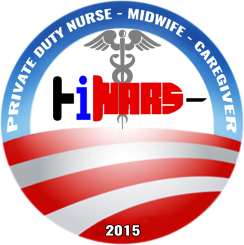 PRIVATE DUTY NURSE - MIDWIFE - CAREGIVER
HiNARS
2015